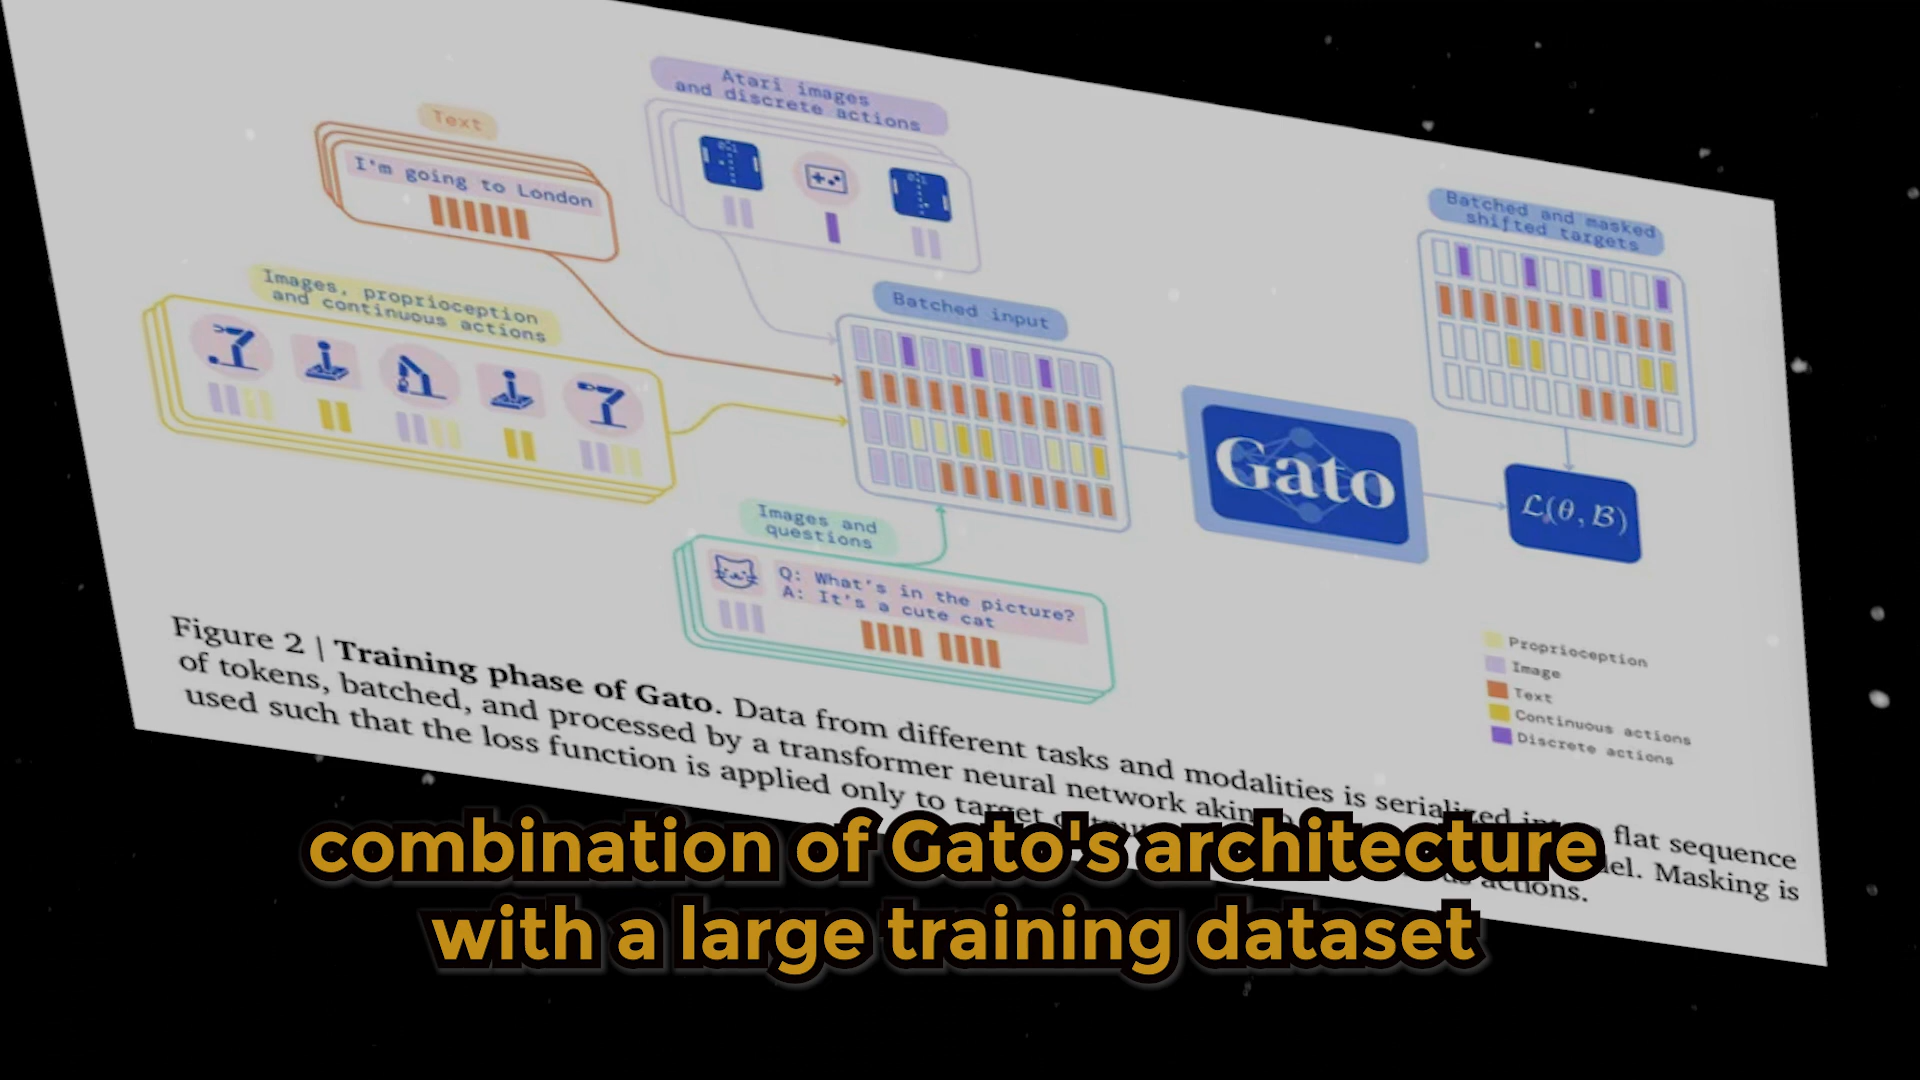 Atari images
and discrete actions
Text
I'm going to London
Batched and masked
shifted targets
Images, proprioception
and continuous actions
Batched input
Gato
L(θ, B)
Images and
questions
Q: What's in the picture?
A: It's a cute cat
Proprioception
Image
Text
Continuous actions
Discrete actions
Figure 2 | Training phase of Gato. Data from different tasks and modalities is serialized into a flat sequence
of tokens, batched, and processed by a transformer neural network akin Masking is
used such that the loss function is applied only to target actions.
combination of Gato's architecture
with a large training dataset